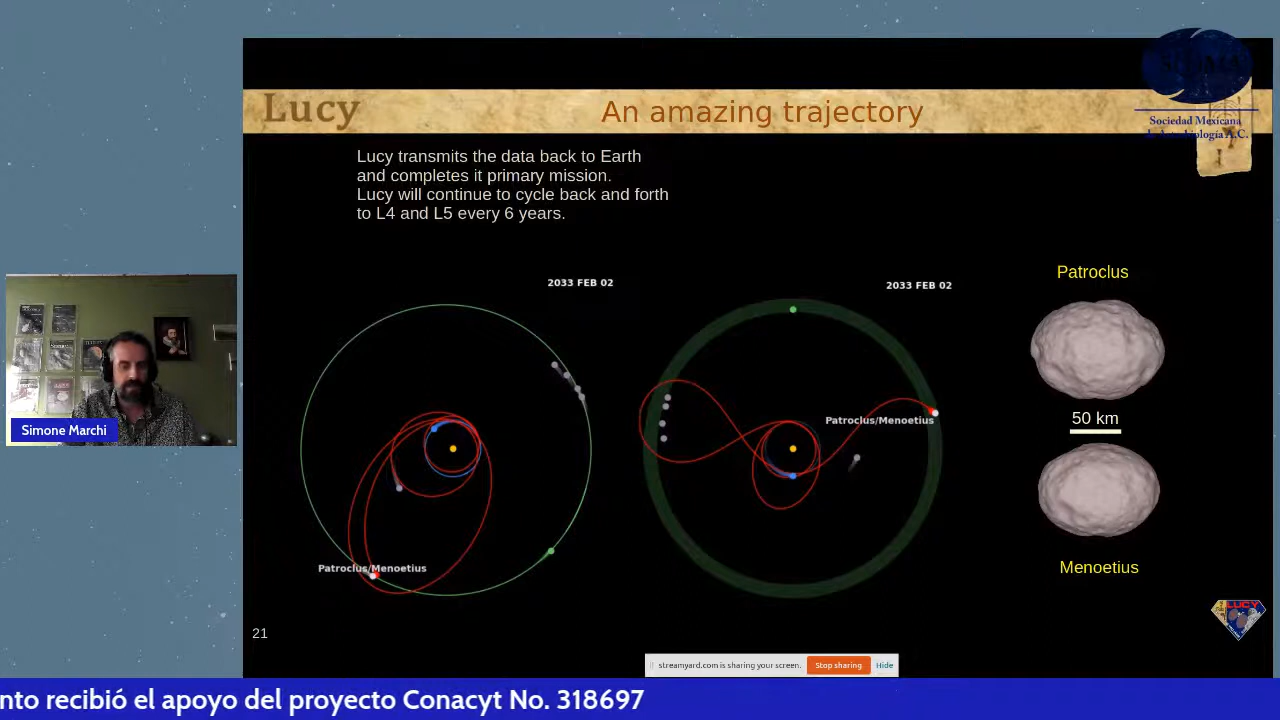 Lucy
An amazing trajectory
Sociedad Mexicana
de Astrobiología A.C.
Lucy transmits the data back to Earth
and completes it primary mission.
Lucy will continue to cycle back and forth
to L4 and L5 every 6 years.
2033 FEB 02
2033 FEB 02
Patroclus
Patroclus/Menoetius
50 km
Simone Marchi
Patroclus/Menoetius
Menoetius
LUCY
21
streamyard.com is sharing your screen.
Stop sharing
Hide
nto recibió el apoyo del proyecto Conacyt No. 318697